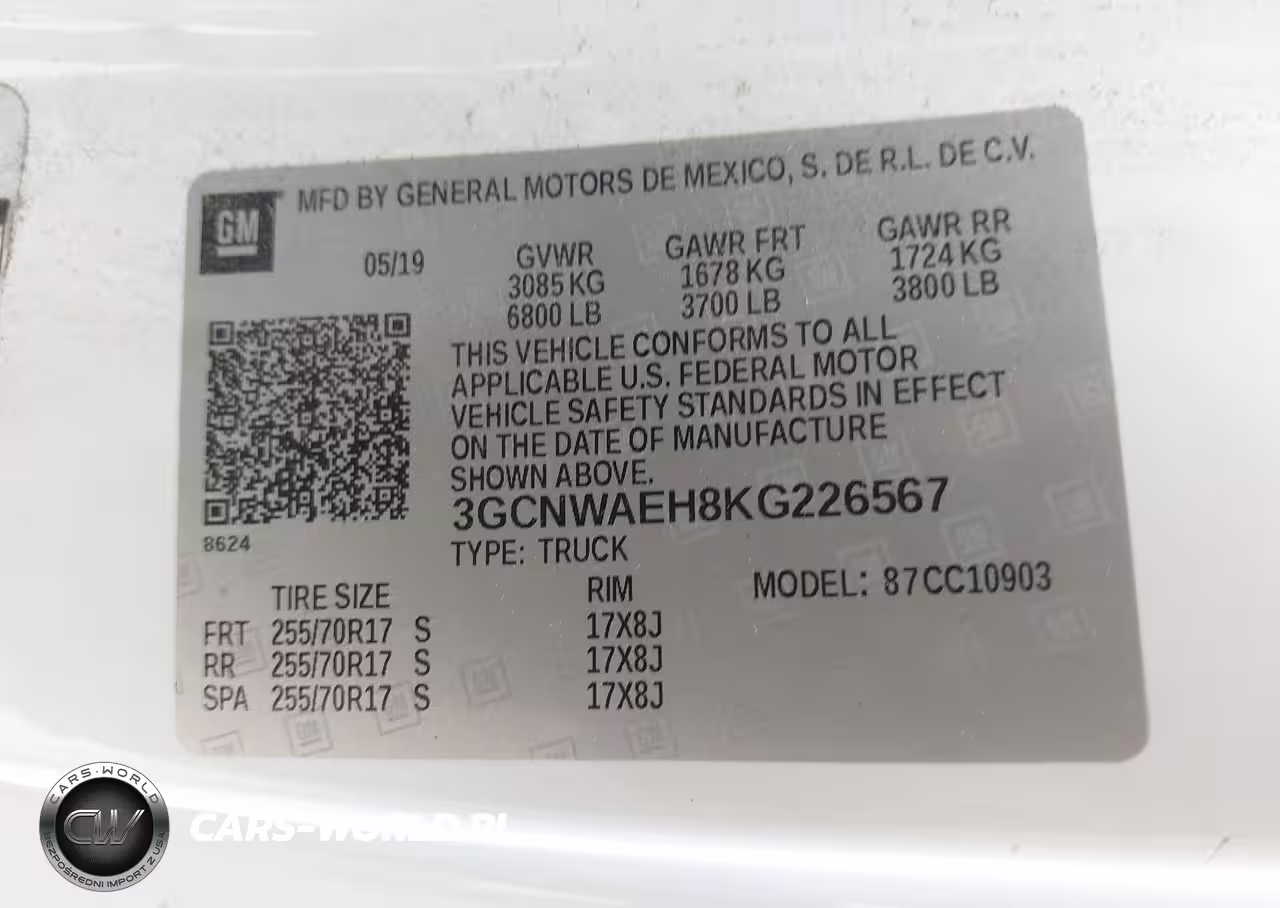 GM
MFD BY GENERAL MOTORS DE MEXICO, S. DE R.L. DE C.V.
05/19
GVWR GAWR FRT GAWR RR
3085 KG 1678 KG 1724 KG
6800 LB 3700 LB 3800 LB
THIS VEHICLE CONFORMS TO ALL
APPLICABLE U.S. FEDERAL MOTOR
VEHICLE SAFETY STANDARDS IN EFFECT
ON THE DATE OF MANUFACTURE
SHOWN ABOVE.
3GCNWAEH8KG226567
8624
TYPE: TRUCK
TIRE SIZE RIM MODEL: 87CC10903
FRT 255/70R17 S 17X8J
RR 255/70R17 S 17X8J
SPA 255/70R17 S 17X8J
CARS-WORLD
CW
BEZPOŚREDNI IMPORT Z USA
CARS-WORLD.PL